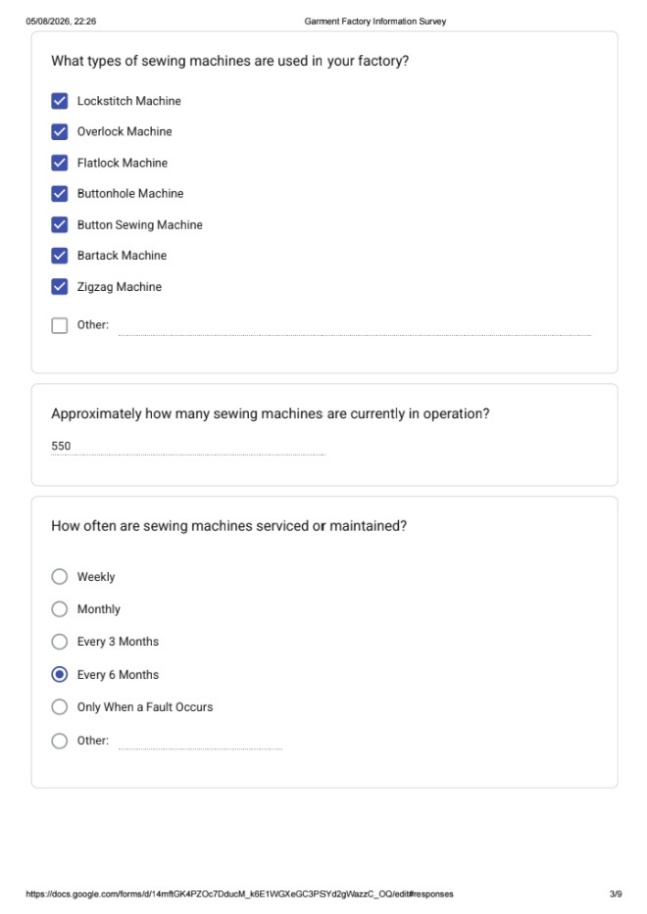 05/08/2026, 22:26
Garment Factory Information Survey
What types of sewing machines are used in your factory?
Lockstitch Machine
Overlock Machine
Flatlock Machine
Buttonhole Machine
Button Sewing Machine
Bartack Machine
Zigzag Machine
Other:
Approximately how many sewing machines are currently in operation?
550
How often are sewing machines serviced or maintained?
Weekly
Monthly
Every 3 Months
Every 6 Months
Only When a Fault Occurs
Other:
https://docs.google.com/forms/d/14mftGK4PZOc7DducM_k6E1WGXeGC3PSYd2gWazzC_OQ/edit#responses
3/9